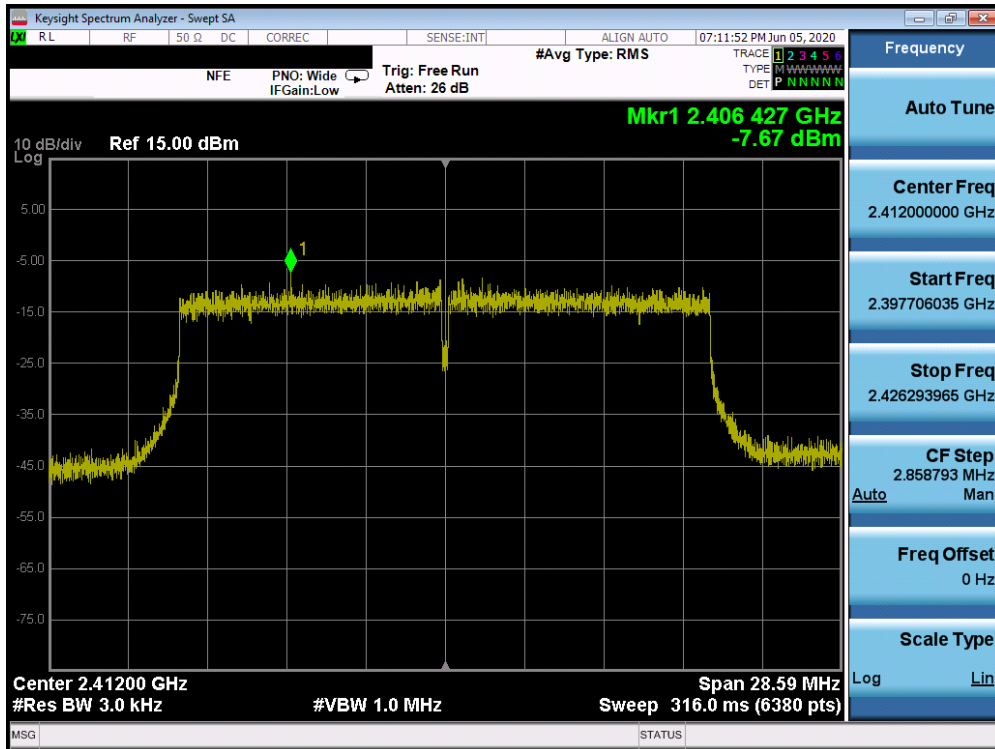 Keysight Spectrum Analyzer - Swept SA
LXI RL RF 50 Ω DC CORREC SENSE:INT ALIGN AUTO 07:11:52 PM Jun 05, 2020
#Avg Type: RMS
TRACE 1 2 3 4 5 6
TYPE M WWWWW
DET P N N N N N
NFE
PNO: Wide
IFGain:Low
Trig: Free Run
Atten: 26 dB
Mkr1 2.406 427 GHz
-7.67 dBm
10 dB/div
Log
Ref 15.00 dBm
5.00
-5.00
-15.0
-25.0
-35.0
-45.0
-55.0
-65.0
-75.0
1
Center 2.41200 GHz
Span 28.59 MHz
#Res BW 3.0 kHz
#VBW 1.0 MHz
Sweep 316.0 ms (6380 pts)
MSG
STATUS
Frequency
Auto Tune
Center Freq
2.412000000 GHz
Start Freq
2.397706035 GHz
Stop Freq
2.426293965 GHz
CF Step
2.858793 MHz
Auto Man
Freq Offset
0 Hz
Scale Type
Log Lin